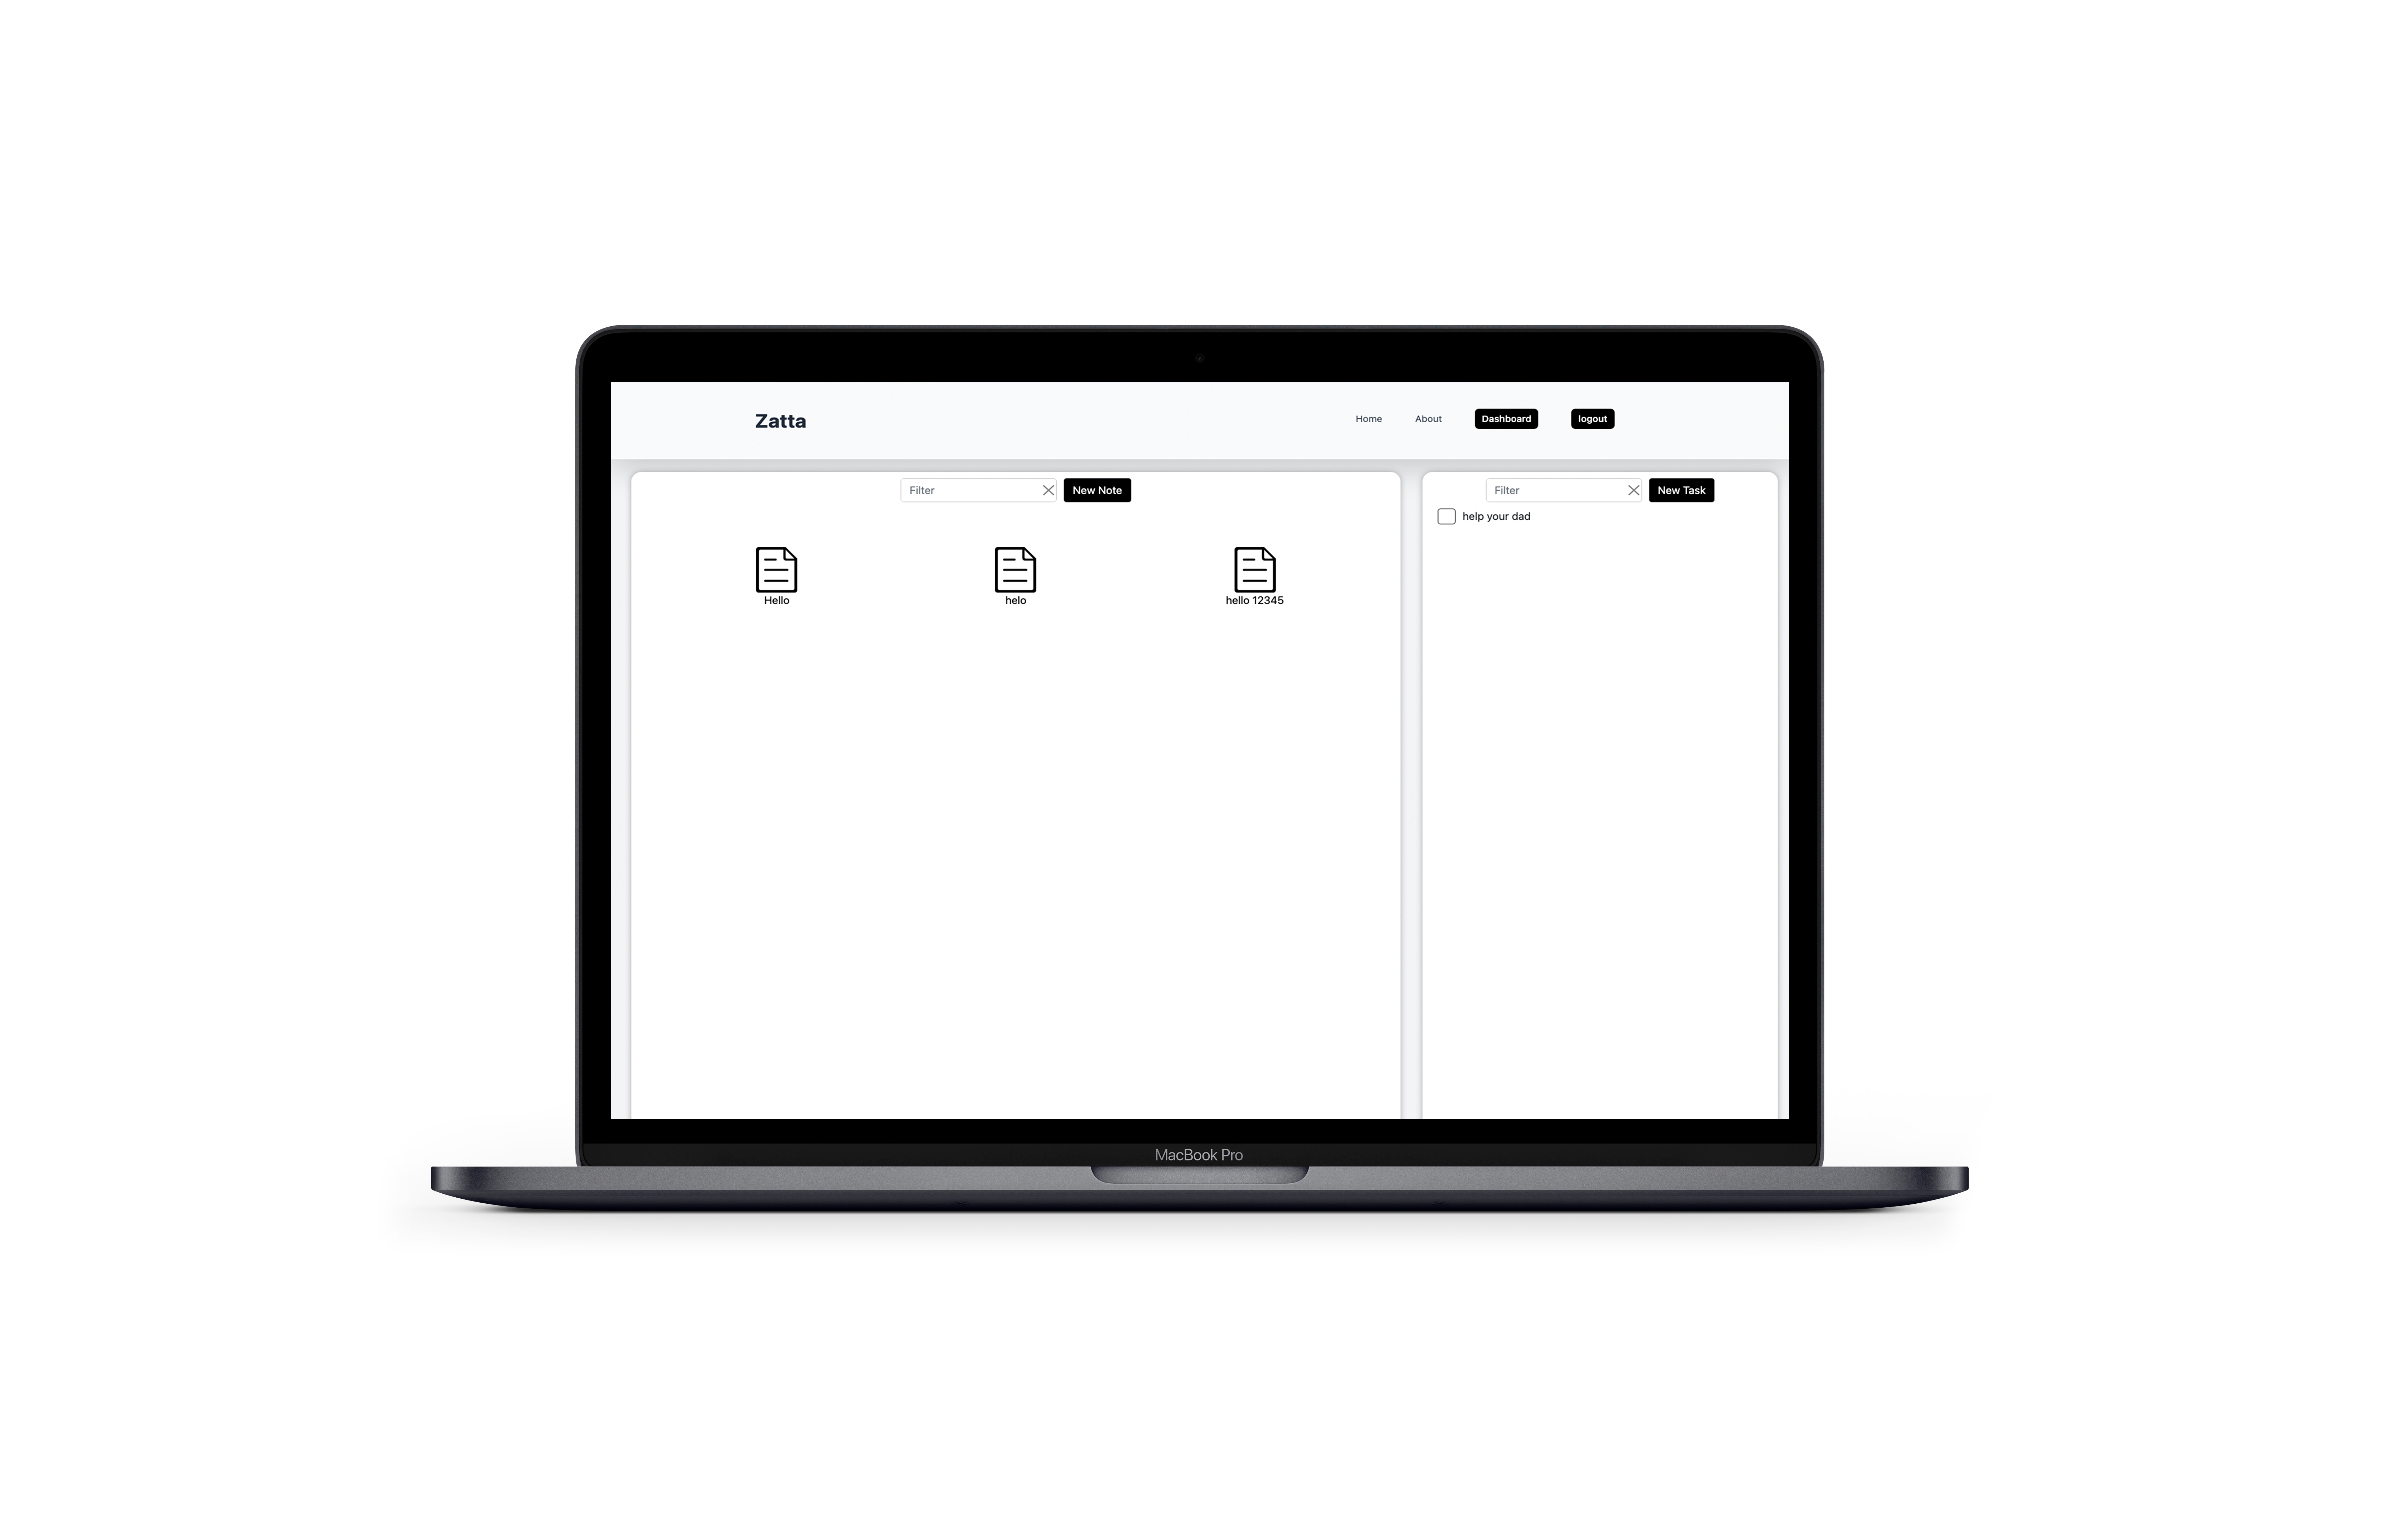 Zatta
Home About Dashboard logout
Filter New Note
Hello helo hello 12345
Filter New Task
help your dad
MacBook Pro